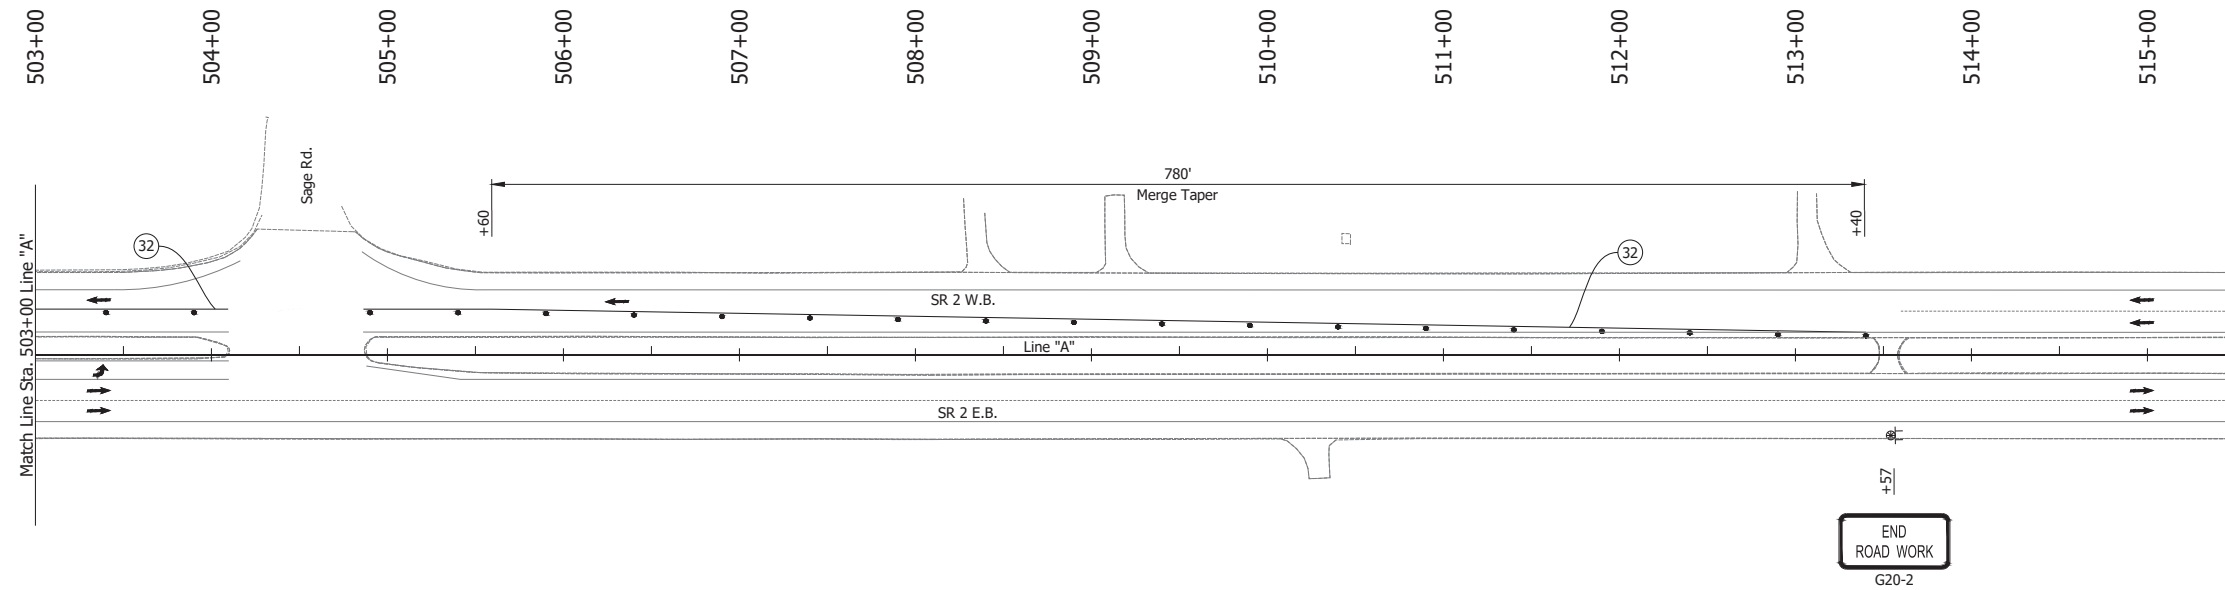 503+00
504+00
505+00
506+00
507+00
508+00
509+00
510+00
511+00
512+00
513+00
514+00
515+00
Sage Rd.
780'
Merge Taper
+60
+40
32
32
Match Line Sta. 503+00 Line "A"
SR 2 W.B.
Line "A"
SR 2 E.B.
+57
END
ROAD WORK
G20-2